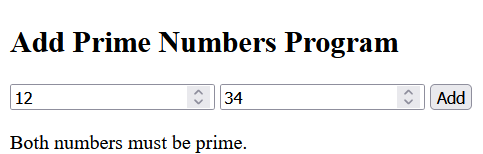 Add Prime Numbers Program
12 34 Add
Both numbers must be prime.